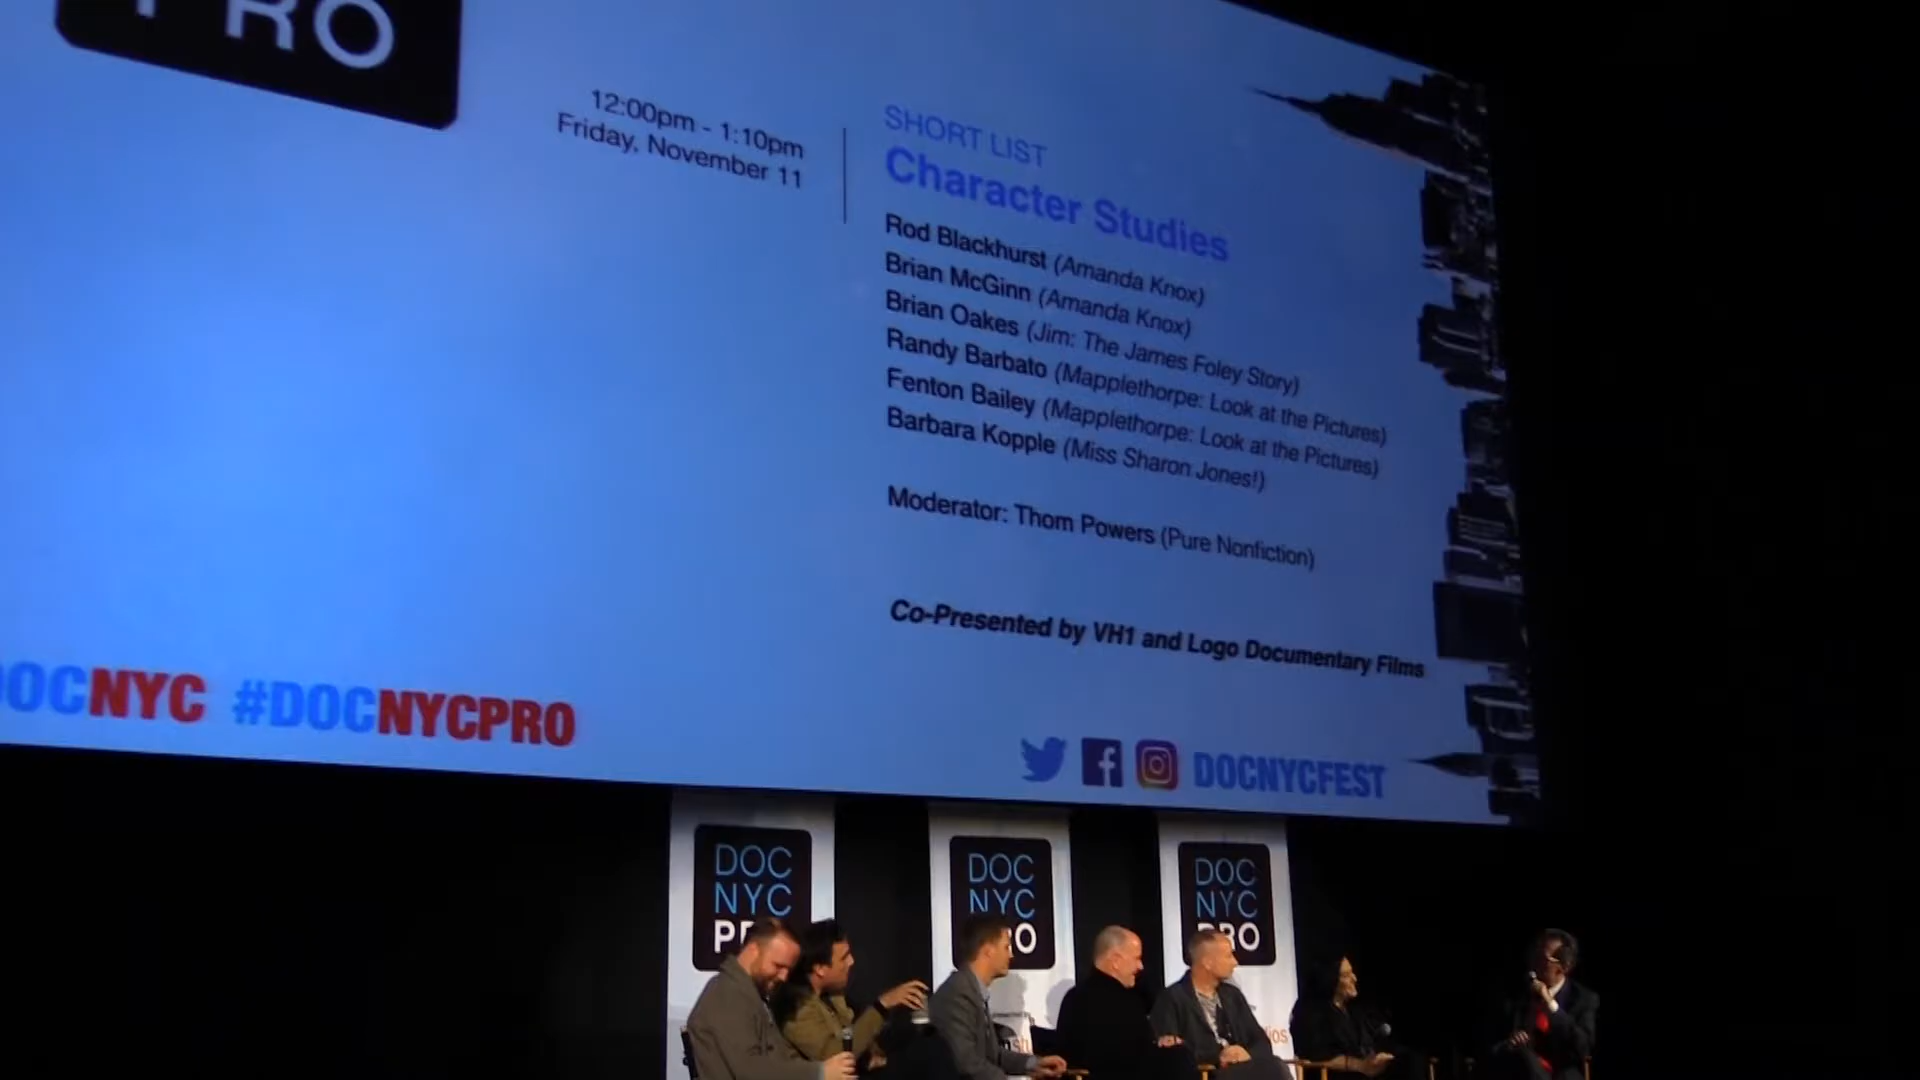 PRO
12:00pm - 1:10pm
Friday, November 11
SHORT LIST
Character Studies
Rod Blackhurst (Amanda Knox)
Brian McGinn (Amanda Knox)
Brian Oakes (Jim: The James Foley Story)
Randy Barbato (Mapplethorpe: Look at the Pictures)
Fenton Bailey (Mapplethorpe: Look at the Pictures)
Barbara Kopple (Miss Sharon Jones!)
Moderator: Thom Powers (Pure Nonfiction)
Co-Presented by VH1 and Logo Documentary Films
DOCNYC #DOCNYCPRO
DOCNYCFEST
DOC
NYC
PRO
DOC
NYC
PRO
DOC
NYC
PRO